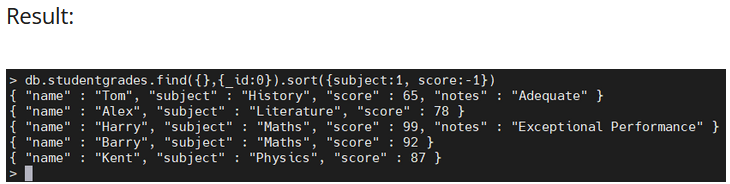 Result:
> db.studentgrades.find({},{_id:0}).sort({subject:1, score:-1})
{ "name" : "Tom", "subject" : "History", "score" : 65, "notes" : "Adequate" }
{ "name" : "Alex", "subject" : "Literature", "score" : 78 }
{ "name" : "Harry", "subject" : "Maths", "score" : 99, "notes" : "Exceptional Performance" }
{ "name" : "Barry", "subject" : "Maths", "score" : 92 }
{ "name" : "Kent", "subject" : "Physics", "score" : 87 }
>